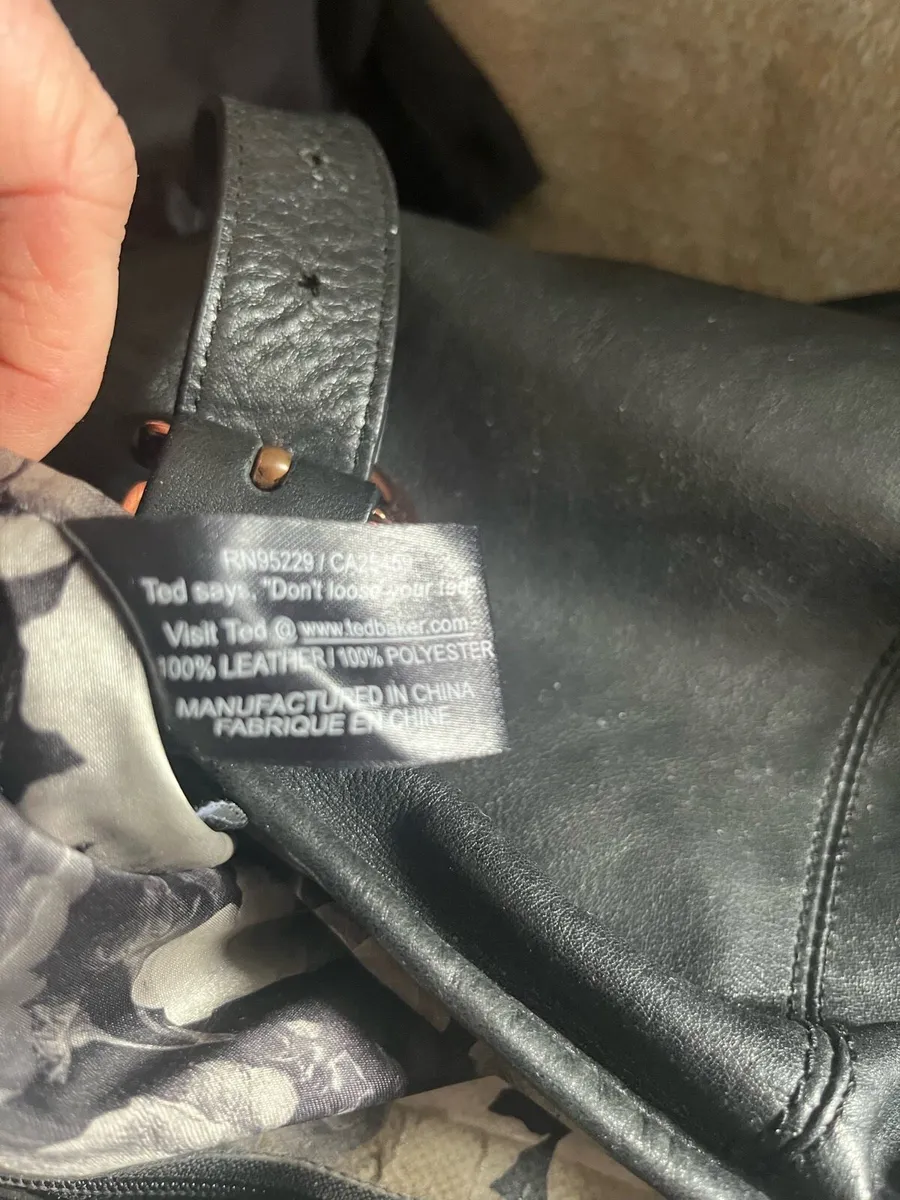 RN95229 / CA25459
Ted says, "Don't loose your ted"
Visit Ted @ www.tedbaker.com
100% LEATHER / 100% POLYESTER
MANUFACTURED IN CHINA
FABRIQUE EN CHINE